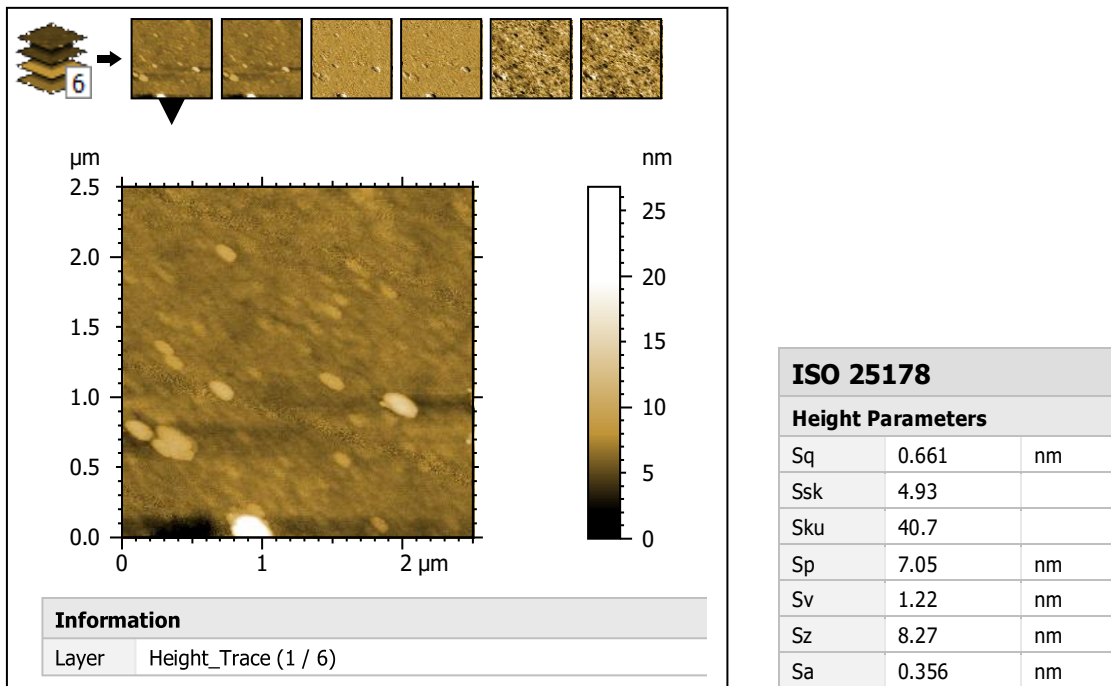 6
µm
nm
2.5
2.0
1.5
1.0
0.5
0.0
0
1
2 µm
25
20
15
10
5
0
Information
Layer Height_Trace (1 / 6)
ISO 25178
Height Parameters
Sq 0.661 nm
Ssk 4.93
Sku 40.7
Sp 7.05 nm
Sv 1.22 nm
Sz 8.27 nm
Sa 0.356 nm